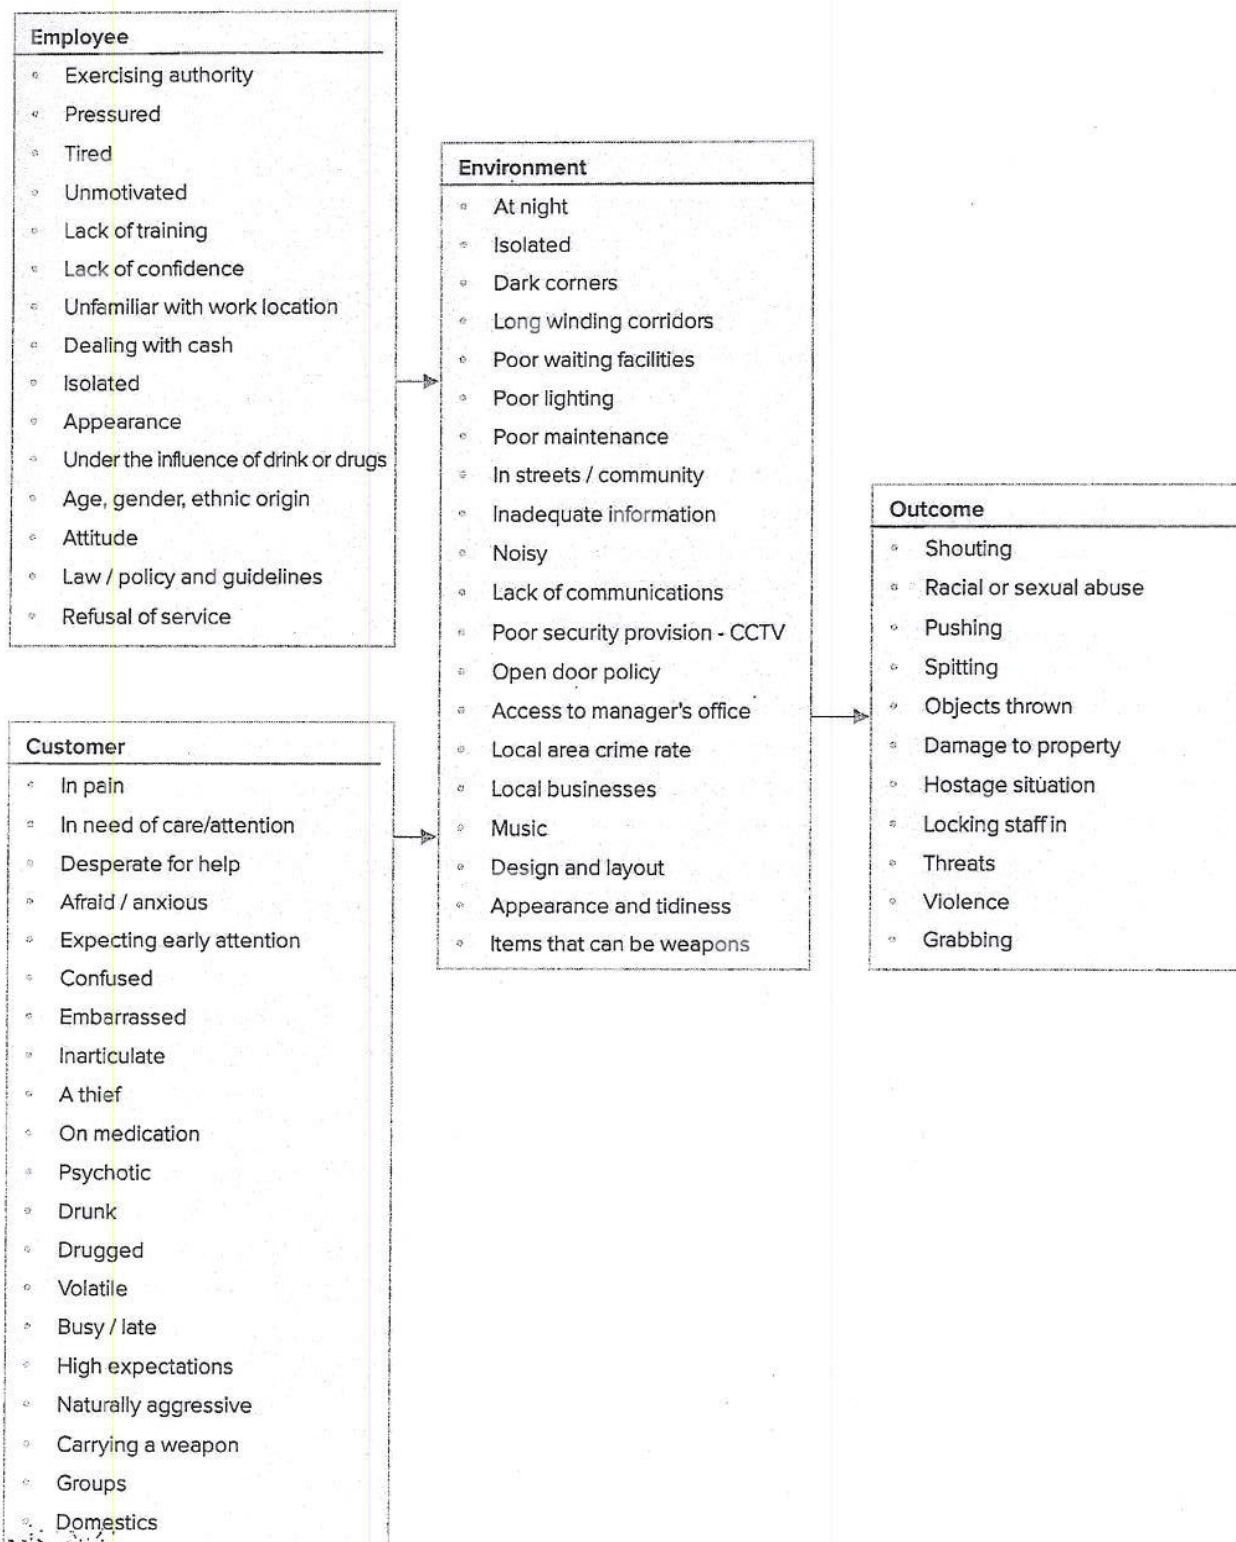 Employee
Exercising authority
Pressured
Tired
Unmotivated
Lack of training
Lack of confidence
Unfamiliar with work location
Dealing with cash
Isolated
Appearance
Under the influence of drink or drugs
Age, gender, ethnic origin
Attitude
Law / policy and guidelines
Refusal of service
Customer
In pain
In need of care/attention
Desperate for help
Afraid / anxious
Expecting early attention
Confused
Embarrassed
Inarticulate
A thief
On medication
Psychotic
Drunk
Drugged
Volatile
Busy / late
High expectations
Naturally aggressive
Carrying a weapon
Groups
Domestics
Environment
At night
Isolated
Dark corners
Long winding corridors
Poor waiting facilities
Poor lighting
Poor maintenance
In streets / community
Inadequate information
Noisy
Lack of communications
Poor security provision - CCTV
Open door policy
Access to manager's office
Local area crime rate
Local businesses
Music
Design and layout
Appearance and tidiness
Items that can be weapons
Outcome
Shouting
Racial or sexual abuse
Pushing
Spitting
Objects thrown
Damage to property
Hostage situation
Locking staff in
Threats
Violence
Grabbing